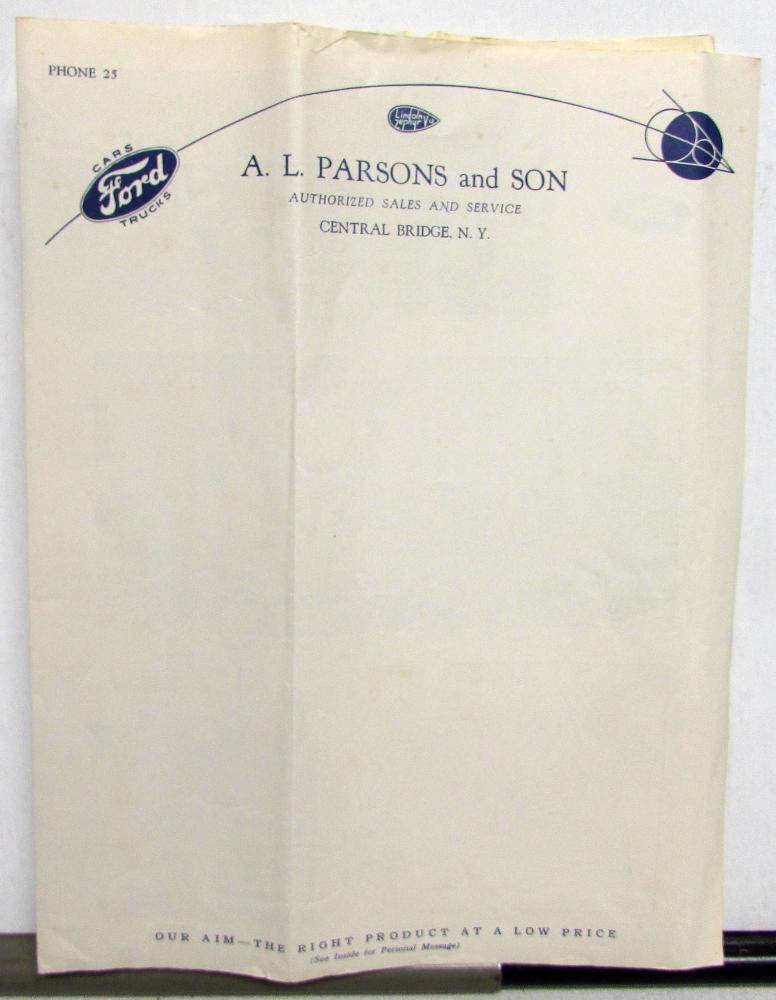 PHONE 25
Lincoln
Zephyr
CARS
Ford
TRUCKS
A. L. PARSONS and SON
AUTHORIZED SALES AND SERVICE
CENTRAL BRIDGE, N. Y.
OUR AIM—THE RIGHT PRODUCT AT A LOW PRICE
(See Inside for Personal Message)